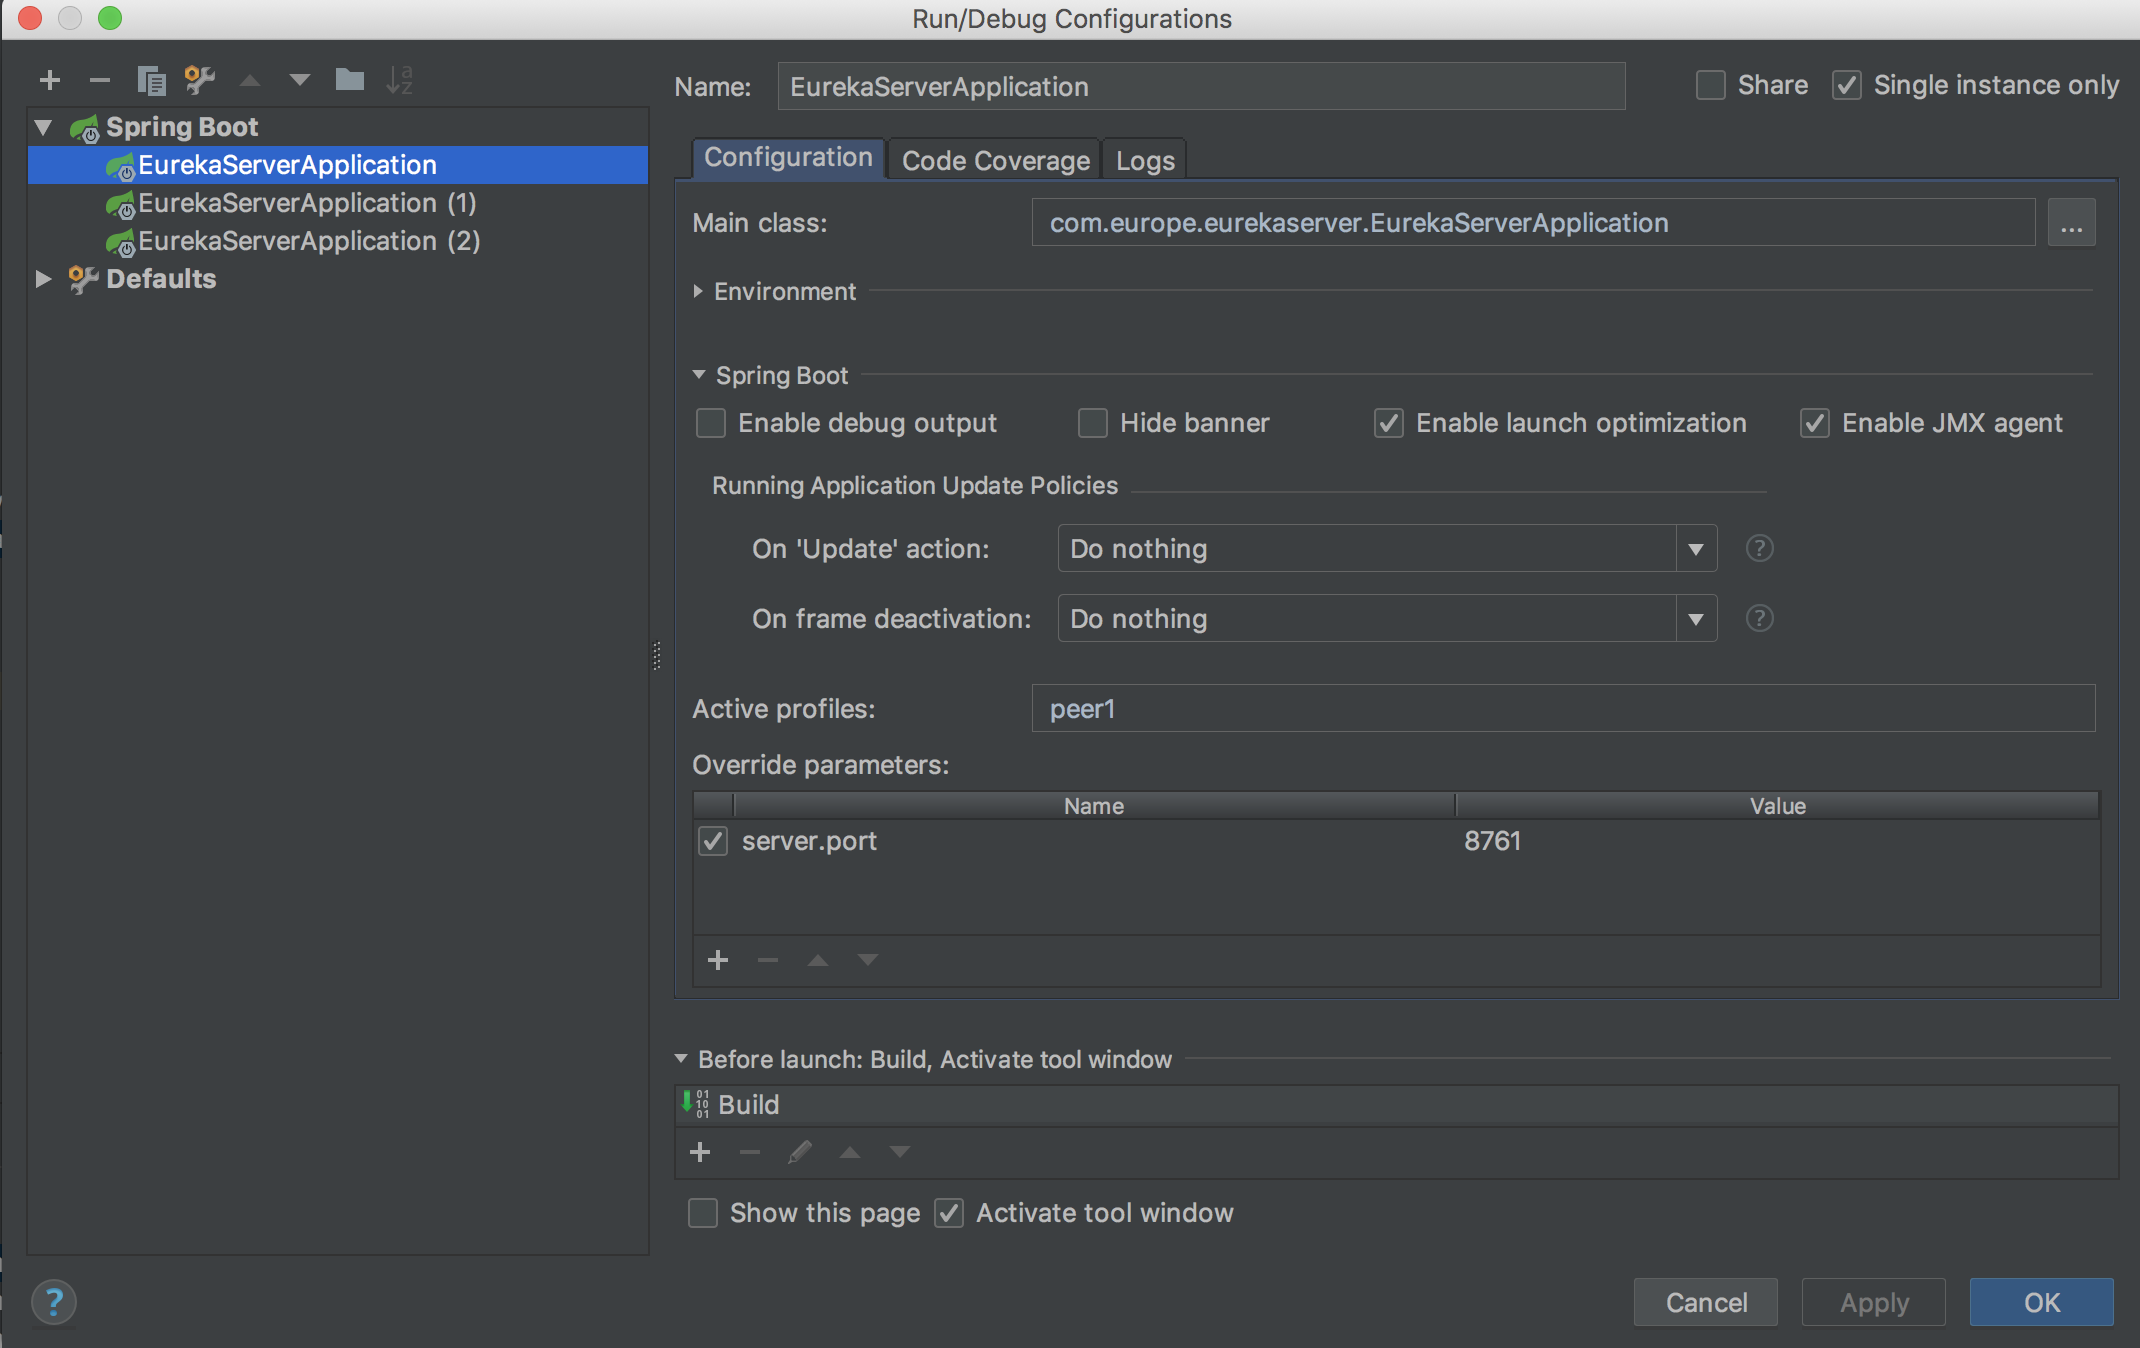 Run/Debug Configurations
Name: EurekaServerApplication Share Single instance only
Spring Boot
EurekaServerApplication
EurekaServerApplication (1)
EurekaServerApplication (2)
Defaults
Configuration Code Coverage Logs
Main class: com.europe.eurekaserver.EurekaServerApplication ...
Environment
Spring Boot
Enable debug output Hide banner Enable launch optimization Enable JMX agent
Running Application Update Policies
On 'Update' action: Do nothing ?
On frame deactivation: Do nothing ?
Active profiles: peer1
Override parameters:
Name Value
server.port 8761
Before launch: Build, Activate tool window
Build
Show this page Activate tool window
? Cancel Apply OK